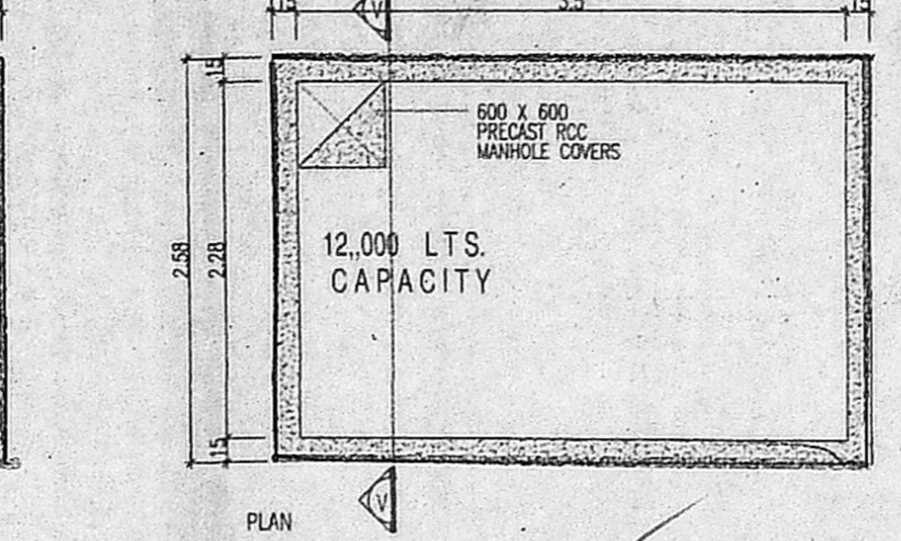 .15
3.5
.15
V
.15
600 X 600
PRECAST RCC
MANHOLE COVERS
12,,000 LTS.
CAPACITY
2.58
2.28
.15
V
PLAN